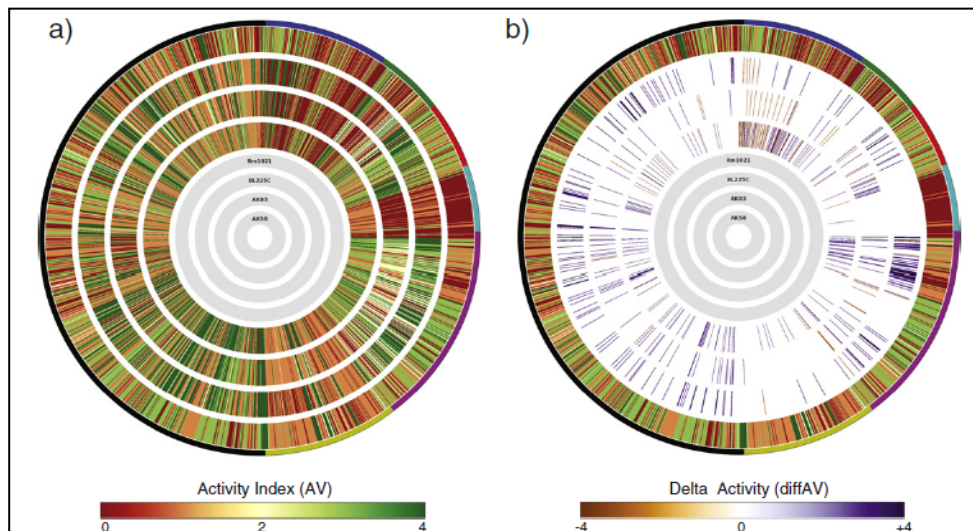 a)
b)
Rm1021
BL225C
AK83
AK58
Rm1021
BL225C
AK83
AK58
Activity Index (AV)
0 2 4
Delta Activity (diffAV)
-4 0 +4